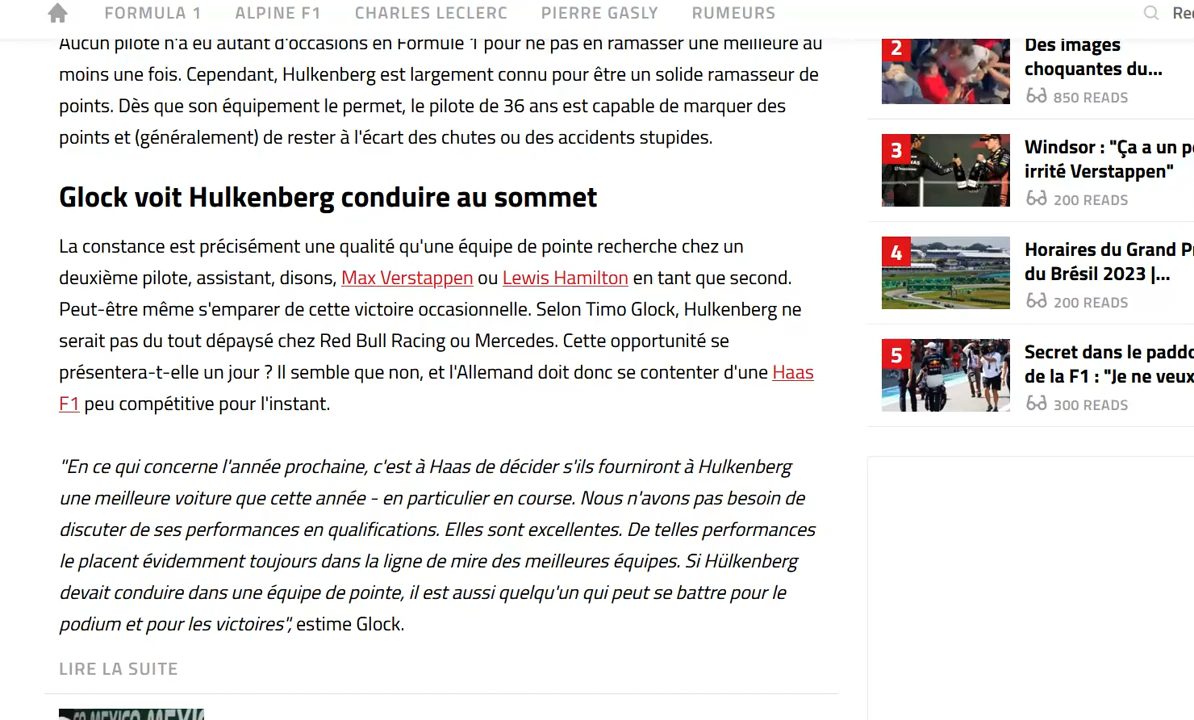 FORMULA 1 ALPINE F1 CHARLES LECLERC PIERRE GASLY RUMEURS
Aucun pilote n'a eu autant d'occasions en Formule 1 pour ne pas en ramasser une meilleure au
moins une fois. Cependant, Hulkenberg est largement connu pour être un solide ramasseur de
points. Dès que son équipement le permet, le pilote de 36 ans est capable de marquer des
points et (généralement) de rester à l'écart des chutes ou des accidents stupides.
Glock voit Hulkenberg conduire au sommet
La constance est précisément une qualité qu'une équipe de pointe recherche chez un
deuxième pilote, assistant, disons, Max Verstappen ou Lewis Hamilton en tant que second.
Peut-être même s'emparer de cette victoire occasionnelle. Selon Timo Glock, Hulkenberg ne
serait pas du tout dépaysé chez Red Bull Racing ou Mercedes. Cette opportunité se
présentera-t-elle un jour ? Il semble que non, et l'Allemand doit donc se contenter d'une Haas
F1 peu compétitive pour l'instant.
"En ce qui concerne l'année prochaine, c'est à Haas de décider s'ils fourniront à Hulkenberg
une meilleure voiture que cette année - en particulier en course. Nous n'avons pas besoin de
discuter de ses performances en qualifications. Elles sont excellentes. De telles performances
le placent évidemment toujours dans la ligne de mire des meilleures équipes. Si Hülkenberg
devait conduire dans une équipe de pointe, il est aussi quelqu'un qui peut se battre pour le
podium et pour les victoires", estime Glock.
LIRE LA SUITE
2
Des images
choquantes du...
850 READS
3
Windsor : "Ça a un p
irrité Verstappen"
200 READS
4
Horaires du Grand P
du Brésil 2023 |...
200 READS
5
Secret dans le paddo
de la F1 : "Je ne veux
300 READS